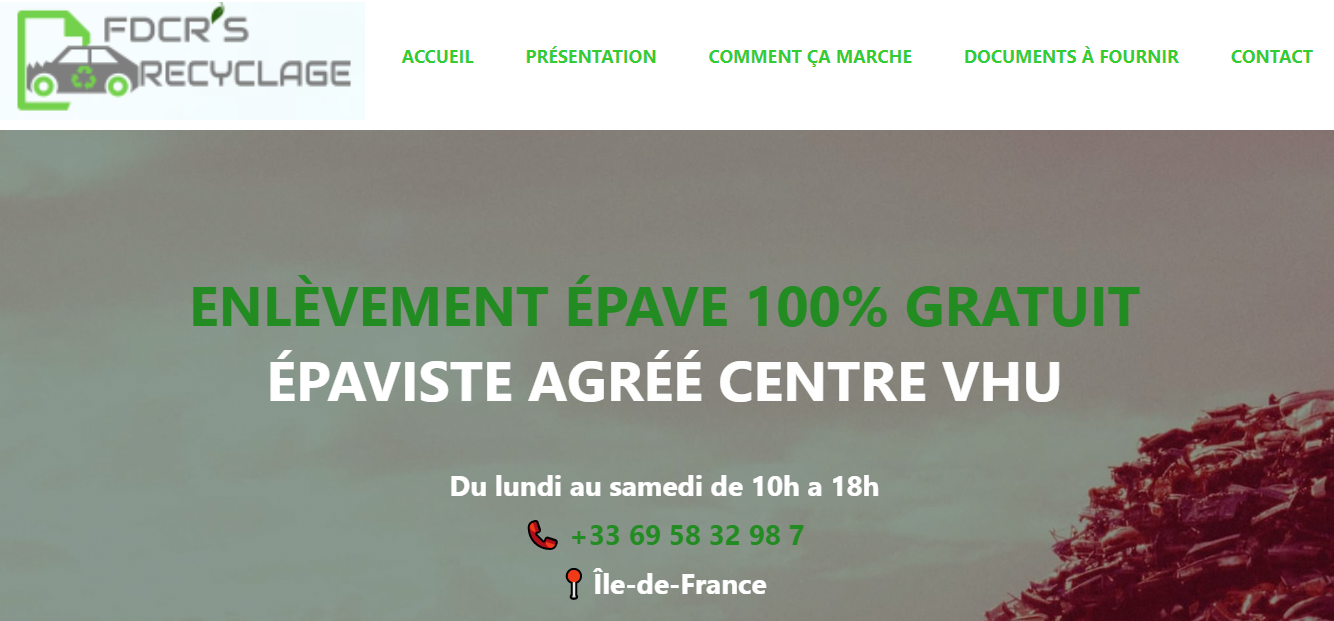 FDCR'S
RECYCLAGE
ACCUEIL PRÉSENTATION COMMENT ÇA MARCHE DOCUMENTS À FOURNIR CONTACT
ENLÈVEMENT ÉPAVE 100% GRATUIT
ÉPAVISTE AGRÉÉ CENTRE VHU
Du lundi au samedi de 10h a 18h
+33 69 58 32 98 7
Île-de-France